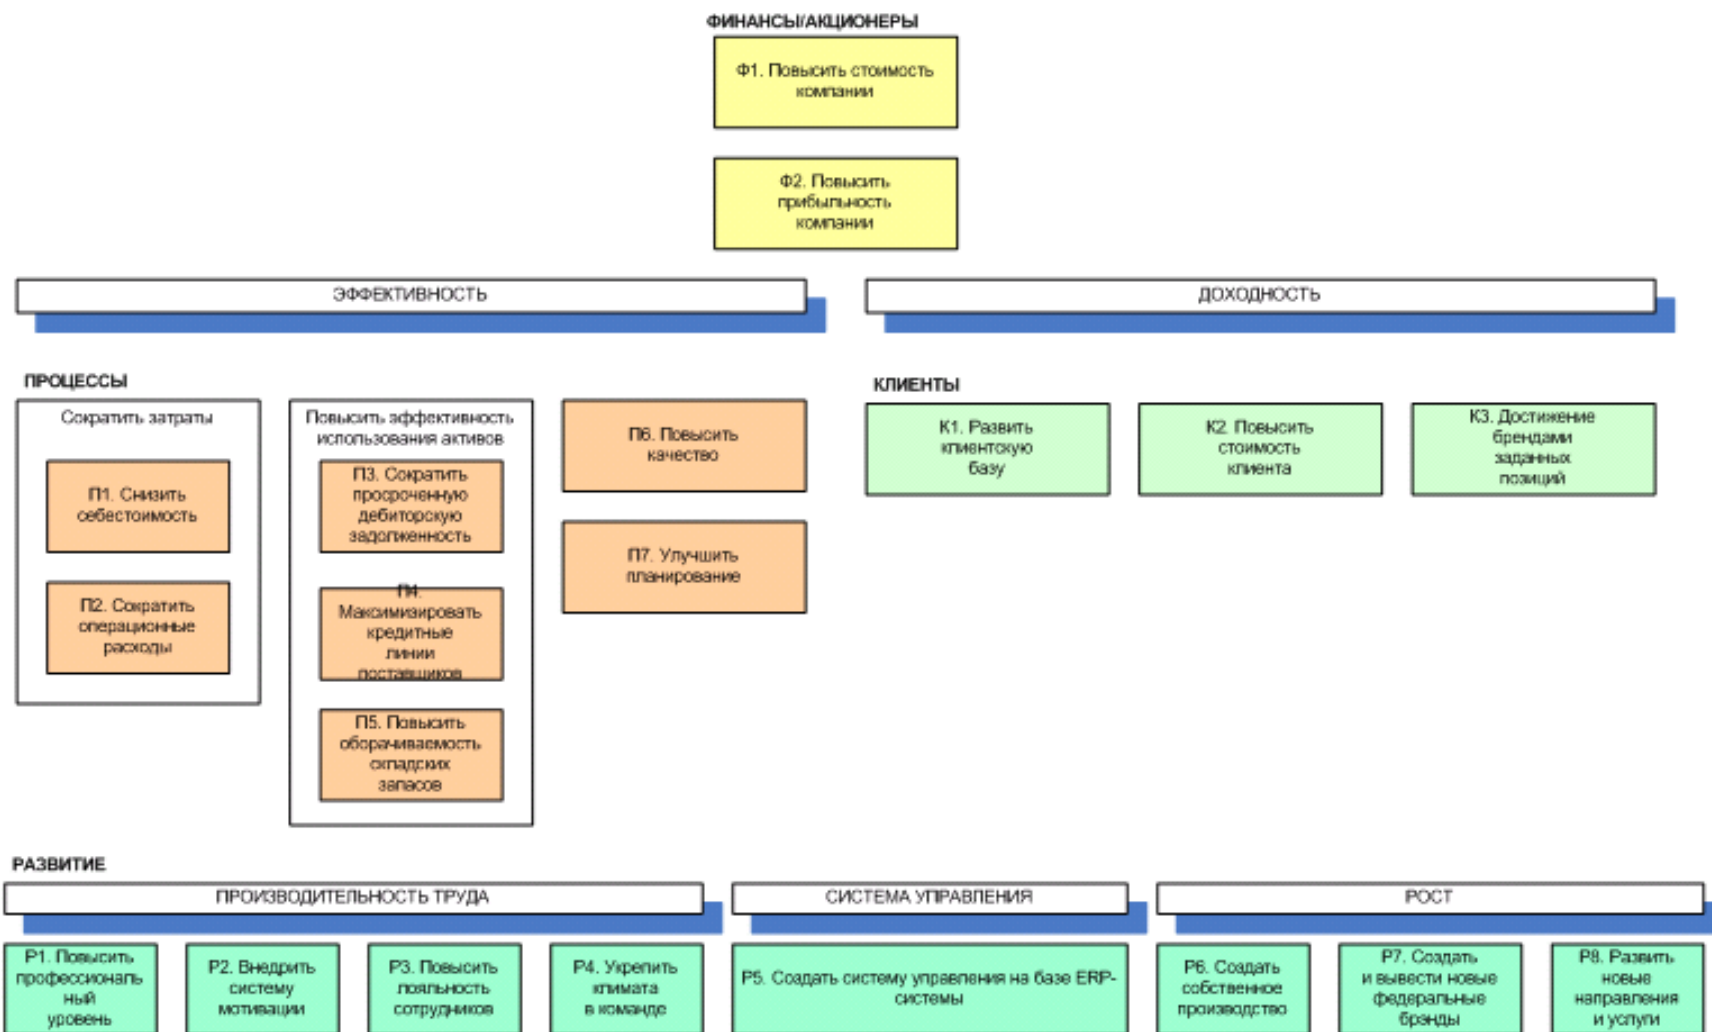 ФИНАНСЫ/АКЦИОНЕРЫ
Ф1. Повысить стоимость
компании
Ф2. Повысить
прибыльность
компании
ЭФФЕКТИВНОСТЬ
ДОХОДНОСТЬ
ПРОЦЕССЫ
Сократить затраты
П1. Снизить
себестоимость
П2. Сократить
операционные
расходы
Повысить эффективность
использования активов
П3. Сократить
просроченную
дебиторскую
задолженность
П4.
Максимизировать
кредитные
линии
поставщиков
П5. Повысить
оборачиваемость
складских
запасов
П6. Повысить
качество
П7. Улучшить
планирование
КЛИЕНТЫ
К1. Развить
клиентскую
базу
К2. Повысить
стоимость
клиента
К3. Достижение
брендами
заданных
позиций
РАЗВИТИЕ
ПРОИЗВОДИТЕЛЬНОСТЬ ТРУДА
Р1. Повысить
профессиональ
ный
уровень
Р2. Внедрить
систему
мотивации
Р3. Повысить
лояльность
сотрудников
Р4. Укрепить
климата
в команде
СИСТЕМА УПРАВЛЕНИЯ
Р5. Создать систему управления на базе ERP-
системы
РОСТ
Р6. Создать
собственное
производство
Р7. Создать
и вывести новые
федеральные
брэнды
Р8. Развить
новые
направления
и услуги